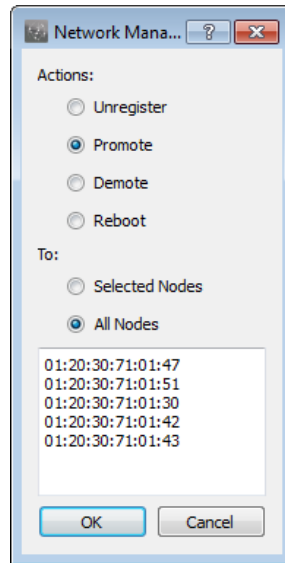 Network Mana...
Actions:
Unregister
Promote
Demote
Reboot
To:
Selected Nodes
All Nodes
01:20:30:71:01:47
01:20:30:71:01:51
01:20:30:71:01:30
01:20:30:71:01:42
01:20:30:71:01:43
OK Cancel